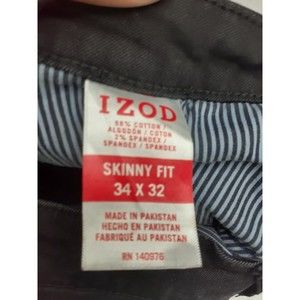 IZOD
98% COTTON /
ALGODÓN / COTON
2% SPANDEX /
SPANDEX / SPANDEX
SKINNY FIT
34 X 32
MADE IN PAKISTAN
HECHO EN PAKISTAN
FABRIQUÉ AU PAKISTAN
RN 140976